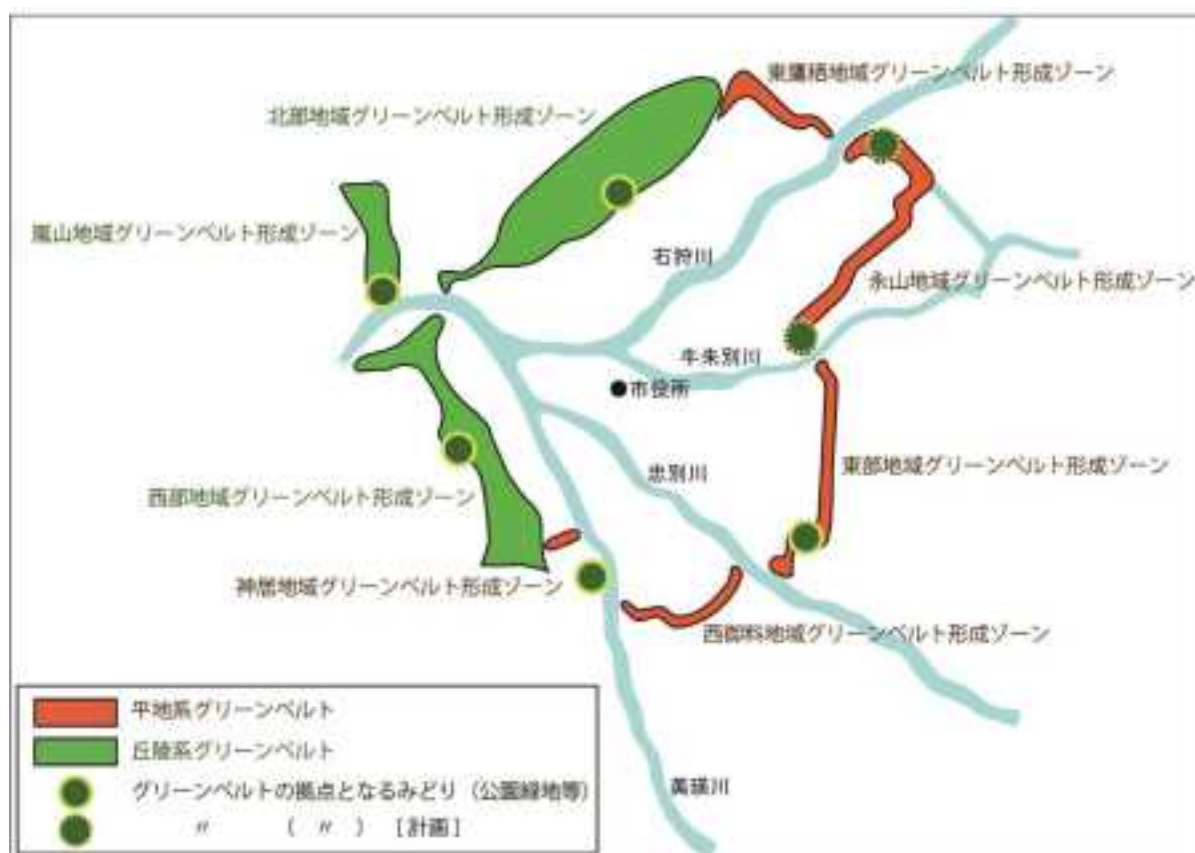 東鷹栖地域グリーンベルト形成ゾーン
北部地域グリーンベルト形成ゾーン
嵐山地域グリーンベルト形成ゾーン
石狩川
永山地域グリーンベルト形成ゾーン
牛朱別川
●市役所
忠別川
東部地域グリーンベルト形成ゾーン
西部地域グリーンベルト形成ゾーン
神居地域グリーンベルト形成ゾーン
西御料地域グリーンベルト形成ゾーン
美瑛川
平地系グリーンベルト
丘陵系グリーンベルト
グリーンベルトの拠点となるみどり（公園緑地等）
〃 （ 〃 ） [計画]